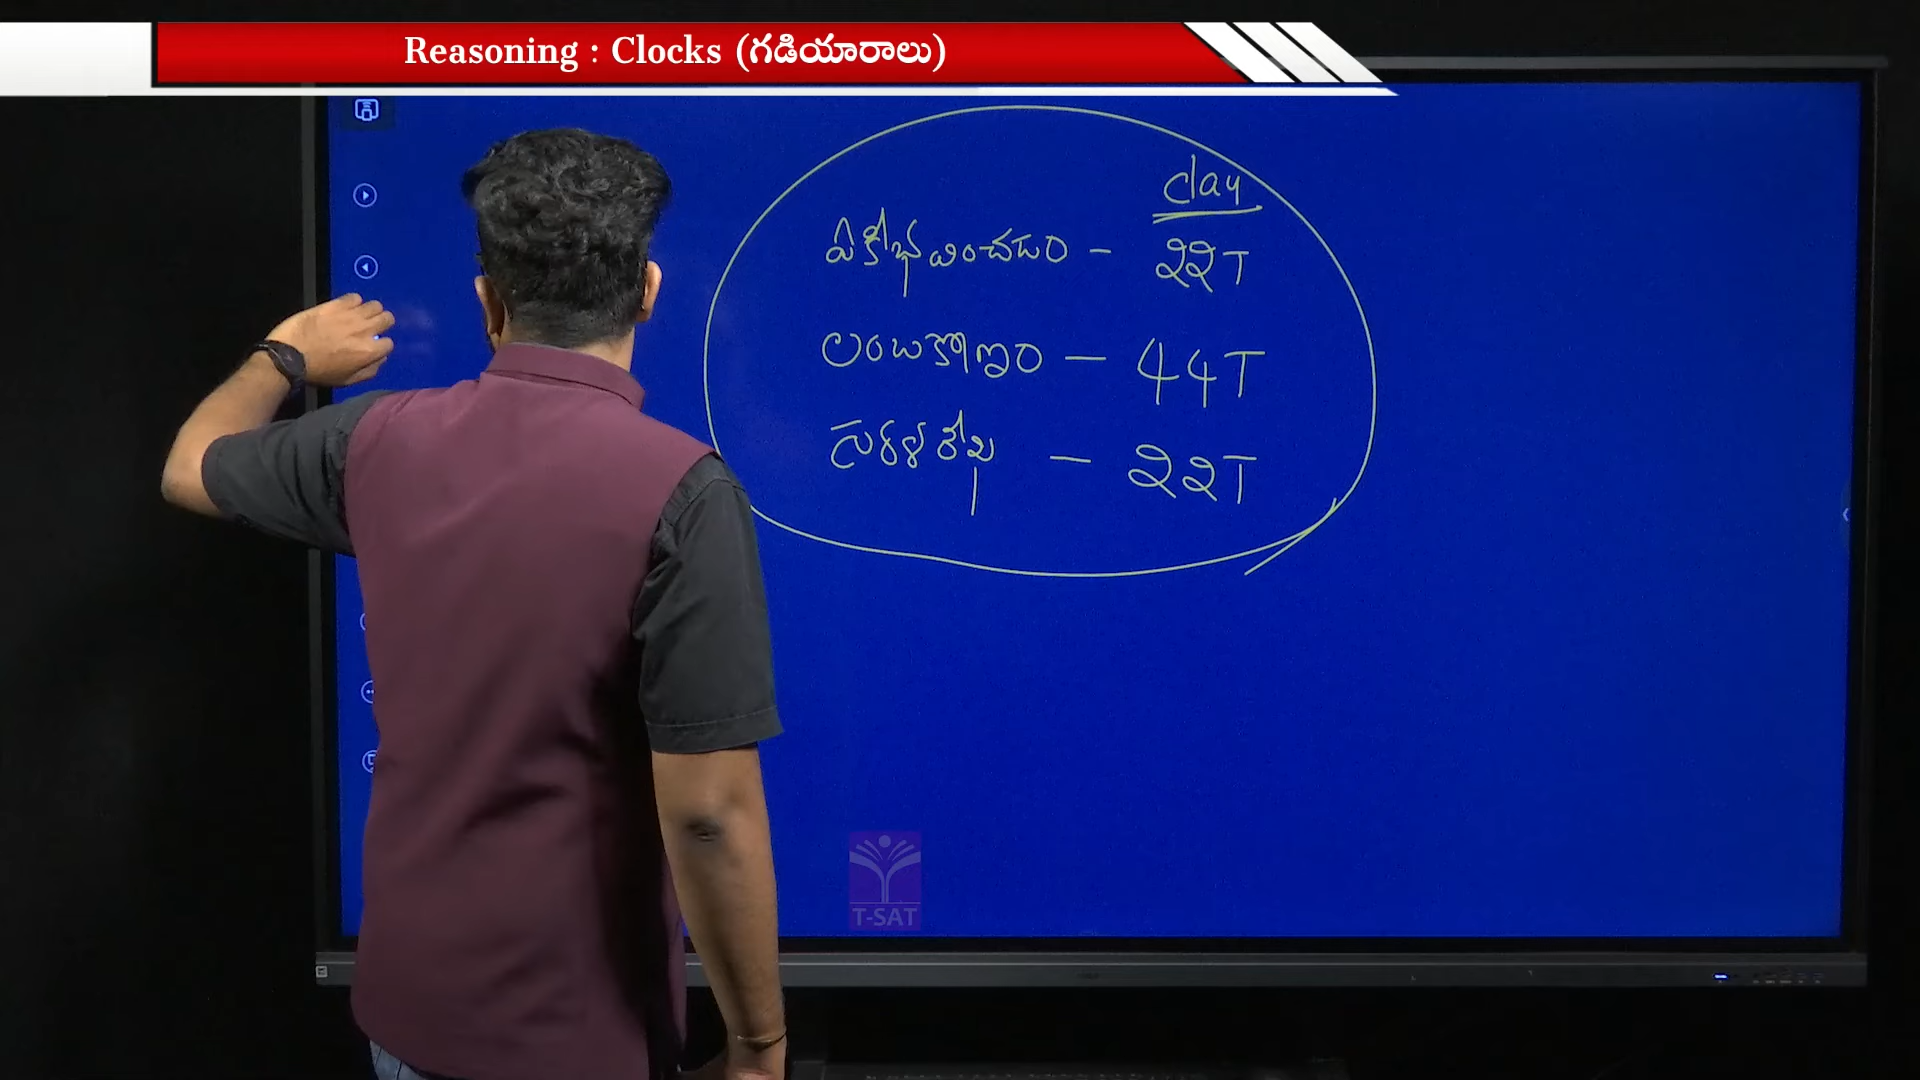 Reasoning : Clocks (గడియారాలు)
day
ఏకీభవించడం - 22T
లంబకోణం - 44T
సరళరేఖ - 22T
T-SAT